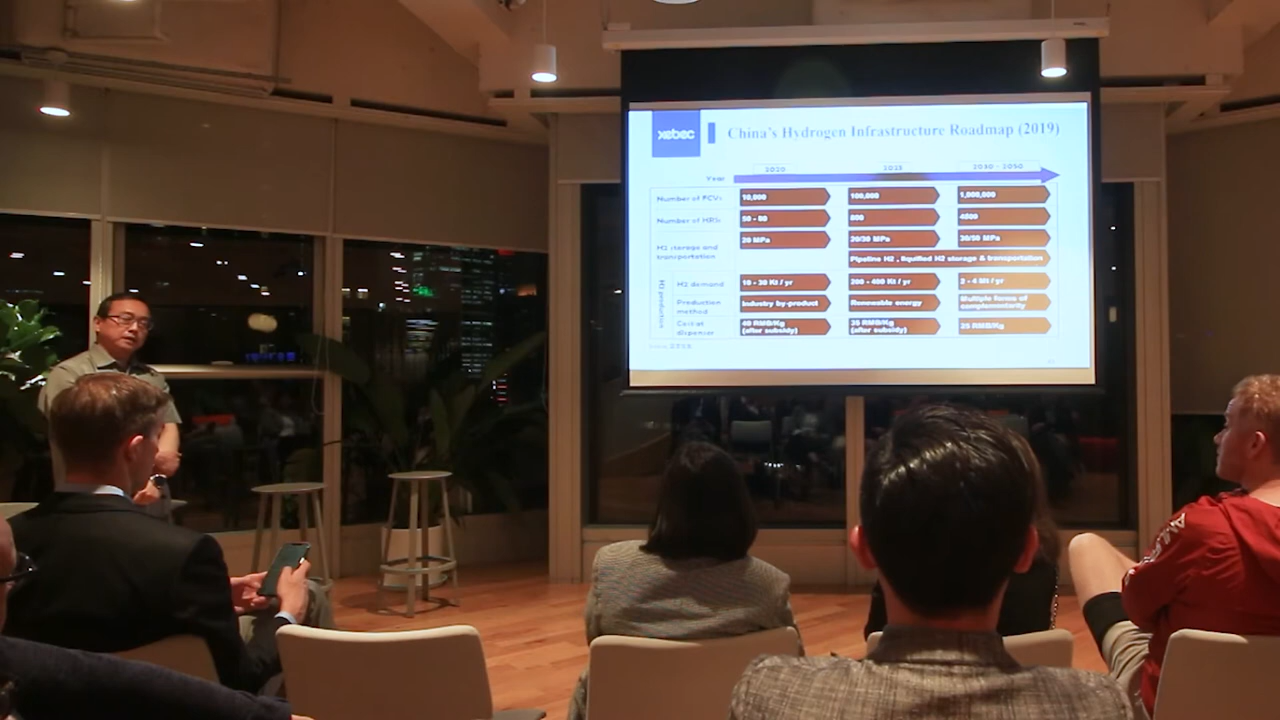 xebec
China's Hydrogen Infrastructure Roadmap (2019)
Year
2020
2025
2030 - 2050
Number of FCVs
10,000
100,000
1,000,000
Number of HRSs
50 - 80
800
4500
H2 storage and transportation
20 MPa
20/30 MPa
30/50 MPa
Pipeline H2 , liquified H2 storage & transportation
H2 production
H2 demand
10 - 30 Kt / yr
200 - 400 Kt / yr
2 - 4 Mt / yr
Production method
Industry by-product
Renewable energy
Multiple forms of complementarity
Cost at dispenser
40 RMB/Kg (after subsidy)
35 RMB/Kg (after subsidy)
25 RMB/Kg